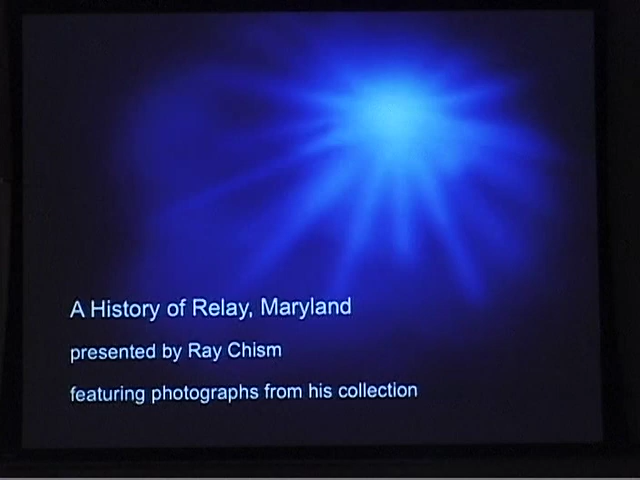 A History of Relay, Maryland
presented by Ray Chism
featuring photographs from his collection